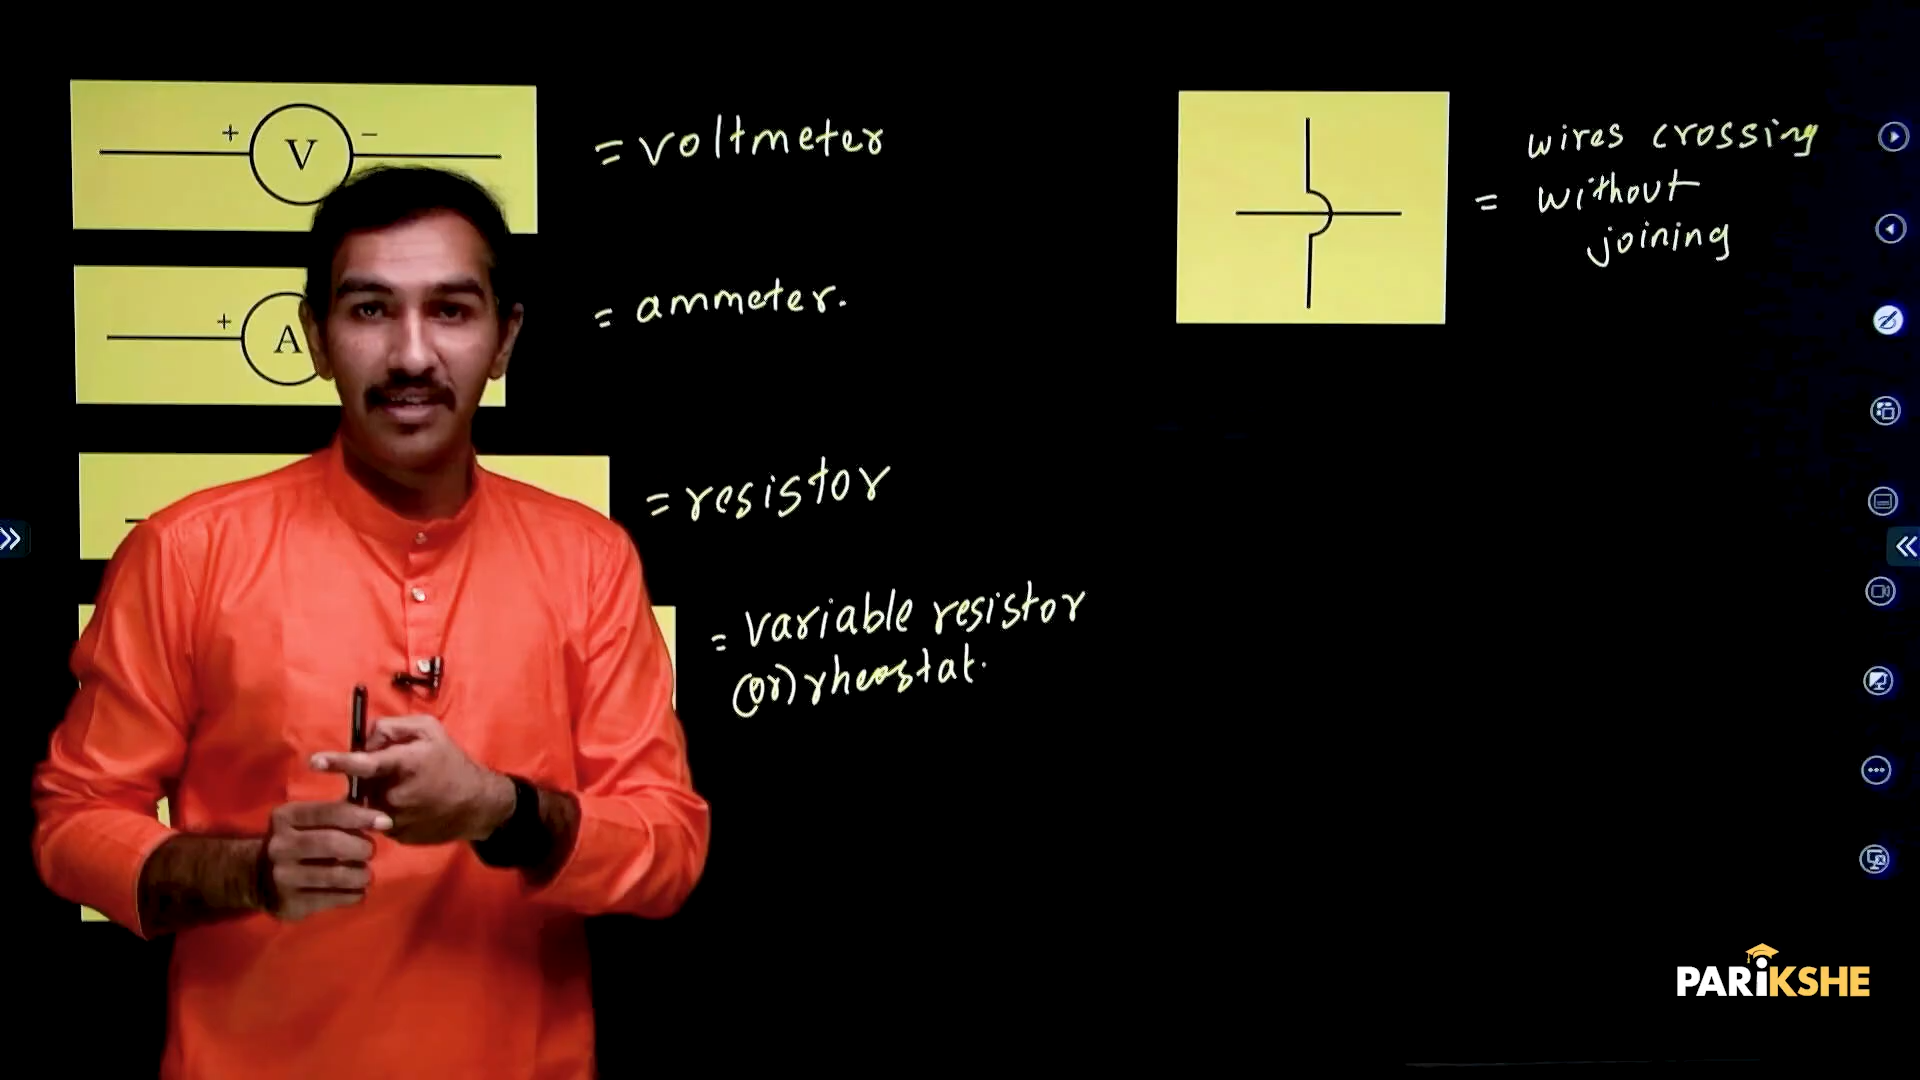 + V −
= voltmeter
+ A
= ammeter.
= resistor
= variable resistor
(or) rheostat.
wires crossing
= without
joining
PARIKSHE